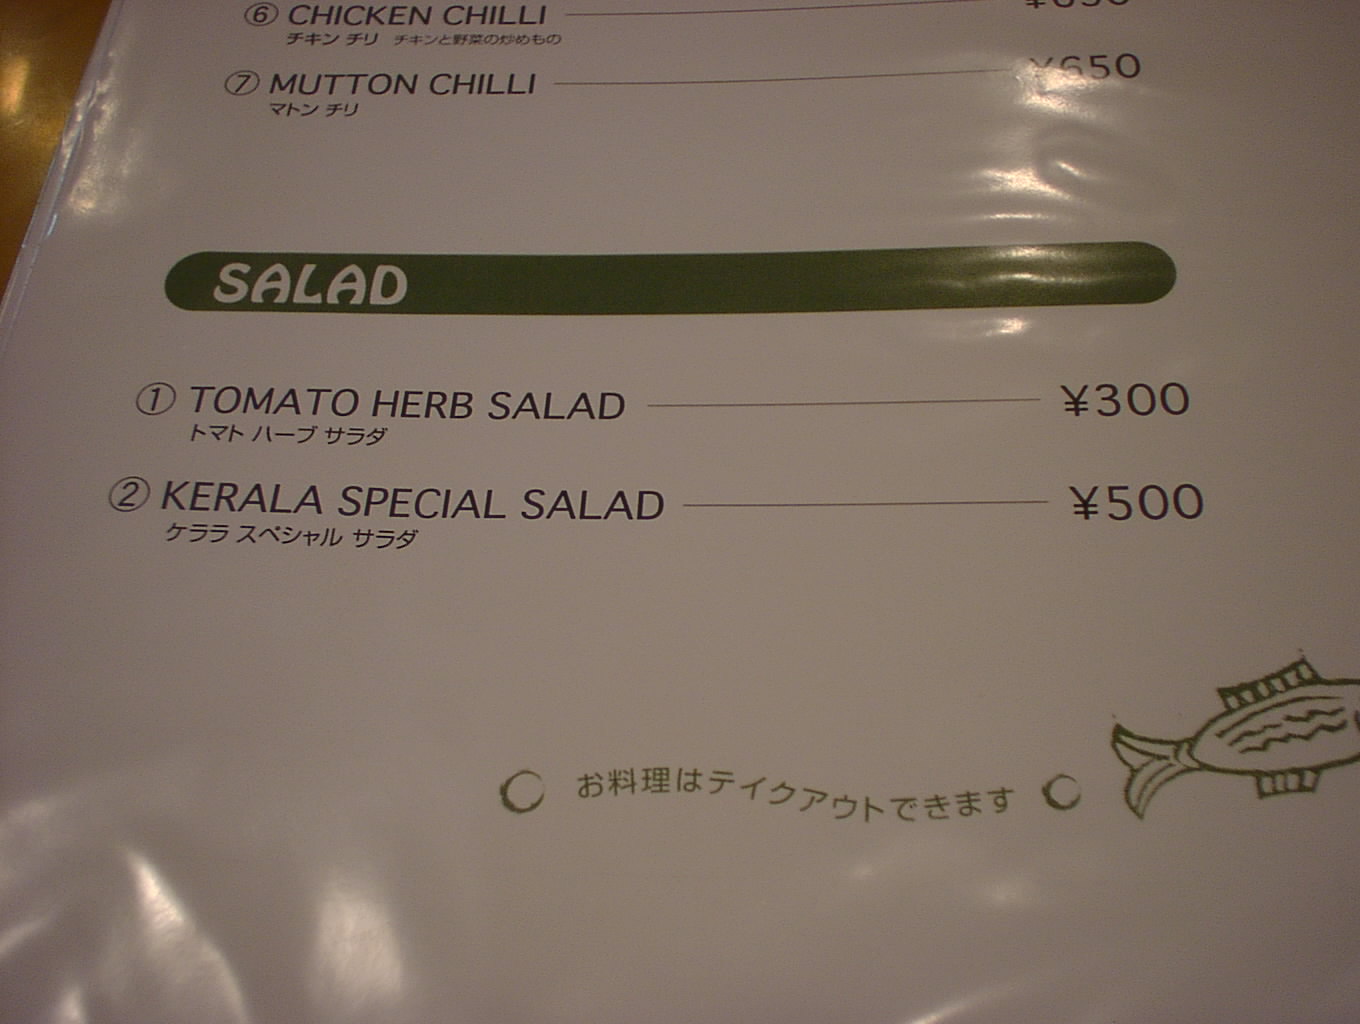 ⑥ CHICKEN CHILLI
チキン チリ チキンと野菜の炒めもの
⑦ MUTTON CHILLI ¥650
マトン チリ
SALAD
① TOMATO HERB SALAD ¥300
トマト ハーブ サラダ
② KERALA SPECIAL SALAD ¥500
ケララ スペシャル サラダ
お料理はテイクアウトできます